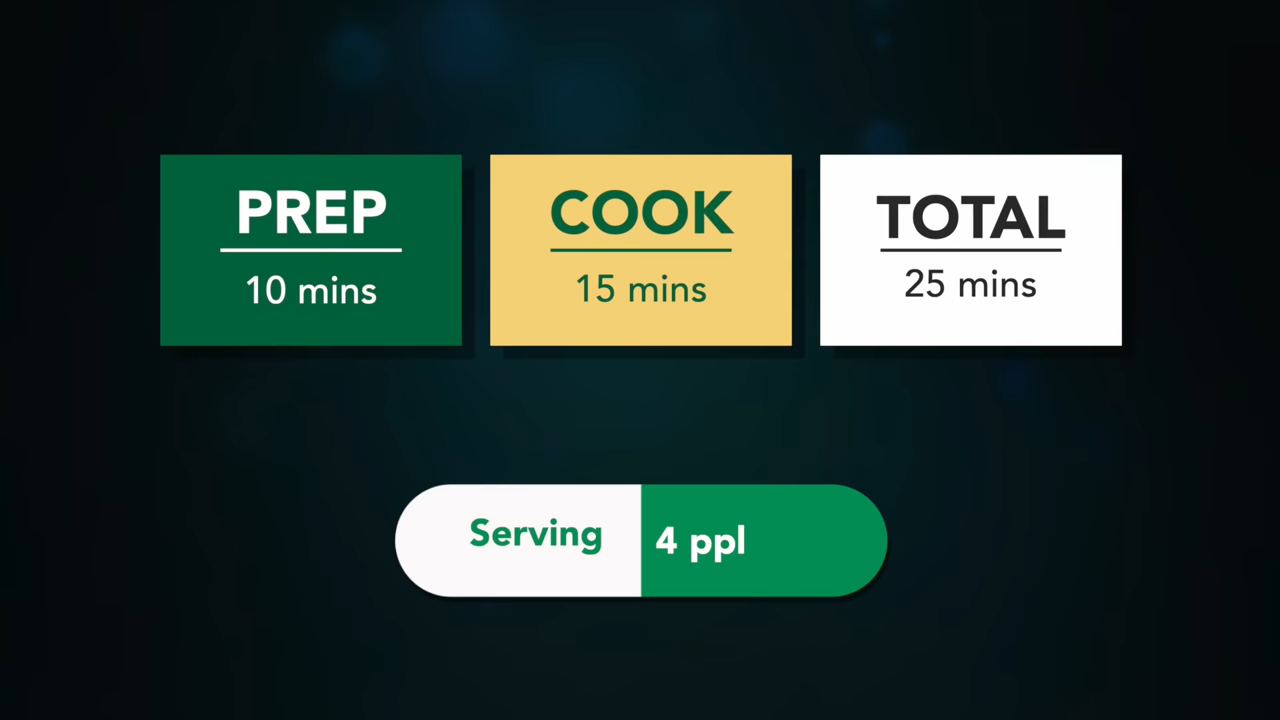 PREP
10 mins
COOK
15 mins
TOTAL
25 mins
Serving
4 ppl